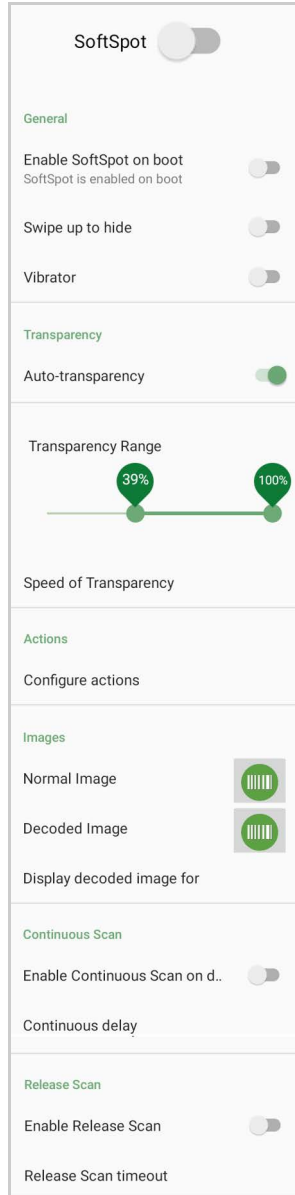 SoftSpot
General
Enable SoftSpot on boot
SoftSpot is enabled on boot
Swipe up to hide
Vibrator
Transparency
Auto-transparency
Transparency Range
39% 100%
Speed of Transparency
Actions
Configure actions
Images
Normal Image
Decoded Image
Display decoded image for
Continuous Scan
Enable Continuous Scan on d..
Continuous delay
Release Scan
Enable Release Scan
Release Scan timeout